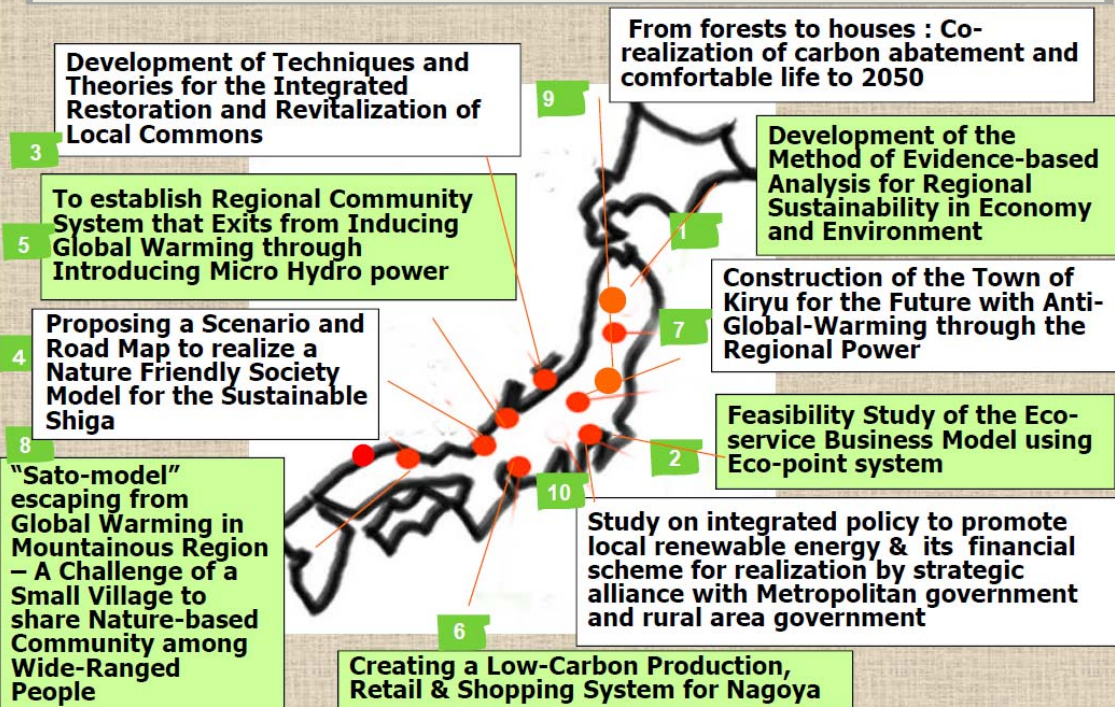 Development of Techniques and
Theories for the Integrated
Restoration and Revitalization of
Local Commons
3
From forests to houses : Co-
realization of carbon abatement and
comfortable life to 2050
9
Development of the
Method of Evidence-based
Analysis for Regional
Sustainability in Economy
and Environment
1
To establish Regional Community
System that Exits from Inducing
Global Warming through
Introducing Micro Hydro power
5
Construction of the Town of
Kiryu for the Future with Anti-
Global-Warming through the
Regional Power
7
Proposing a Scenario and
Road Map to realize a
Nature Friendly Society
Model for the Sustainable
Shiga
4
Feasibility Study of the Eco-
service Business Model using
Eco-point system
2
8
“Sato-model”
escaping from
Global Warming in
Mountainous Region
– A Challenge of a
Small Village to
share Nature-based
Community among
Wide-Ranged
People
10
Study on integrated policy to promote
local renewable energy & its financial
scheme for realization by strategic
alliance with Metropolitan government
and rural area government
6
Creating a Low-Carbon Production,
Retail & Shopping System for Nagoya